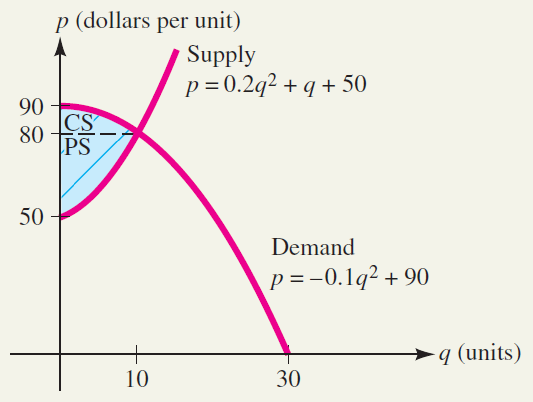 p (dollars per unit)
Supply
p = 0.2q² + q + 50
90
CS
80
PS
50
Demand
p = –0.1q² + 90
q (units)
10
30